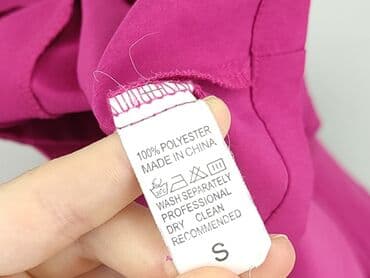 100% POLYESTER
MADE IN CHINA
WASH SEPARATELY
PROFESSIONAL
DRY CLEAN
RECOMMENDED
S